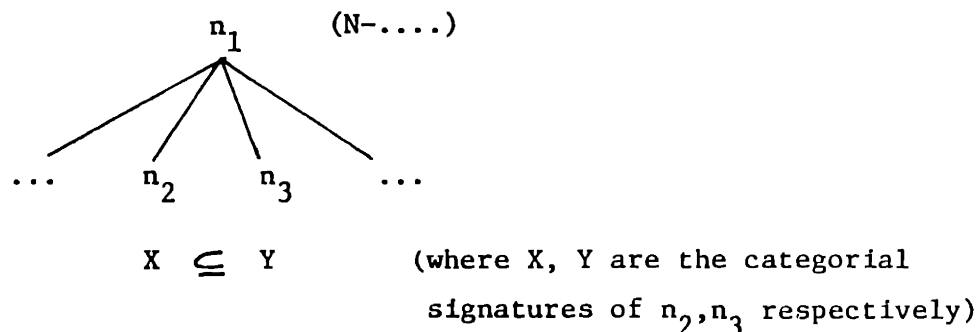 n₁ (N-....)
... n₂ n₃ ...
X ⊆ Y (where X, Y are the categorial
signatures of n₂,n₃ respectively)